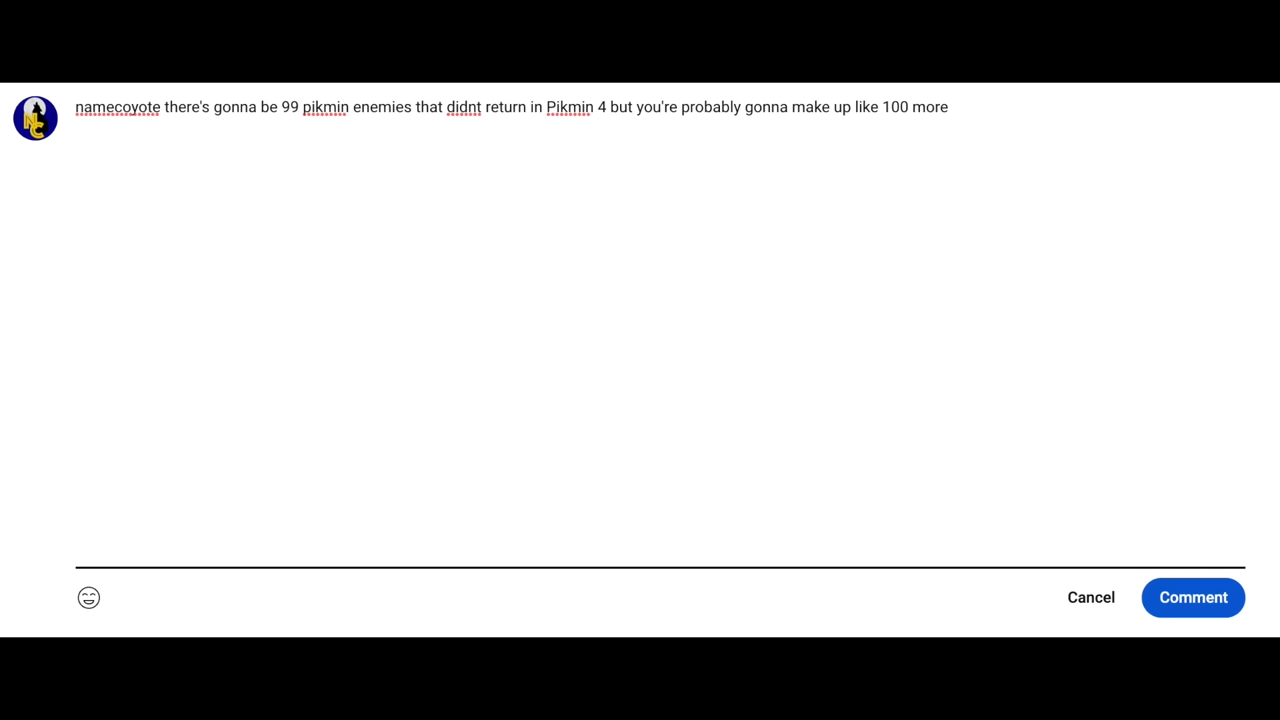 namecoyote there's gonna be 99 pikmin enemies that didnt return in Pikmin 4 but you're probably gonna make up like 100 more
NC
Cancel
Comment